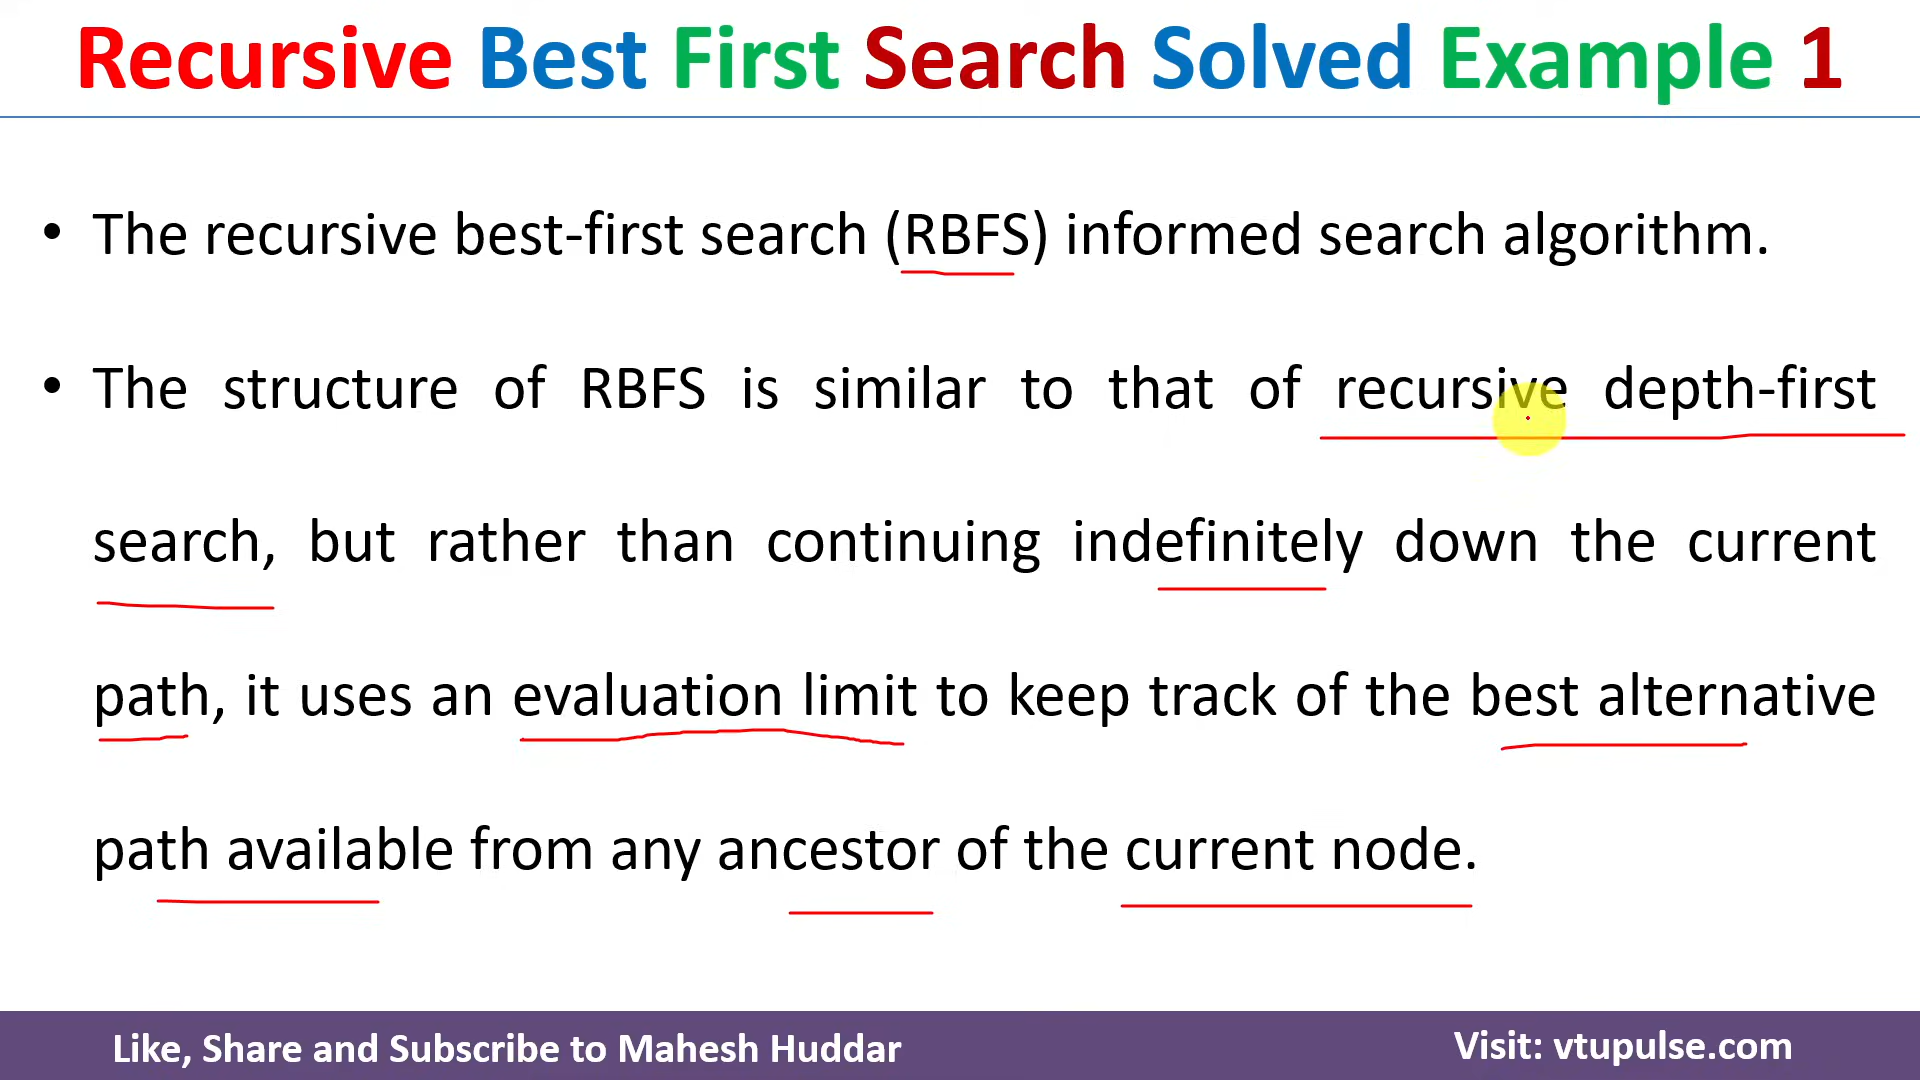 Recursive Best First Search Solved Example 1
• The recursive best-first search (RBFS) informed search algorithm.
• The structure of RBFS is similar to that of recursive depth-first
search, but rather than continuing indefinitely down the current
path, it uses an evaluation limit to keep track of the best alternative
path available from any ancestor of the current node.
Like, Share and Subscribe to Mahesh Huddar
Visit: vtupulse.com